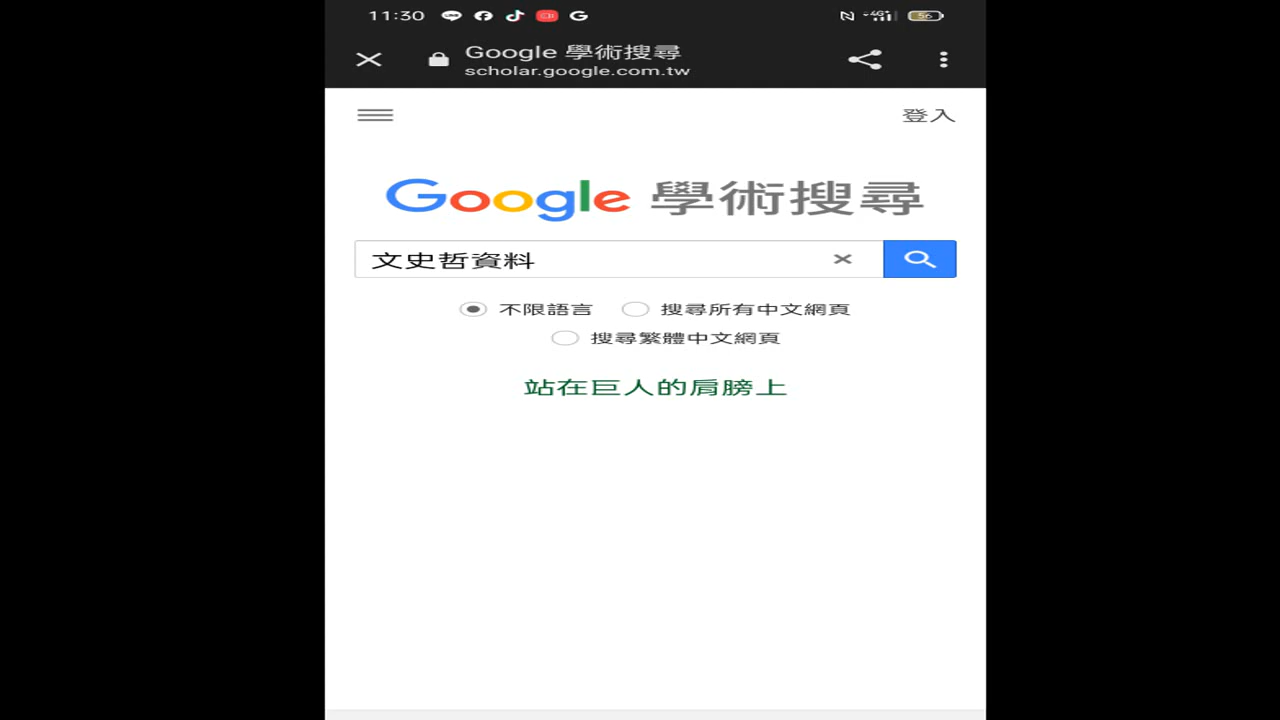 11:30 4G 56
Google 學術搜尋
scholar.google.com.tw
登入
Google 學術搜尋
文史哲資料
不限語言 搜尋所有中文網頁
搜尋繁體中文網頁
站在巨人的肩膀上